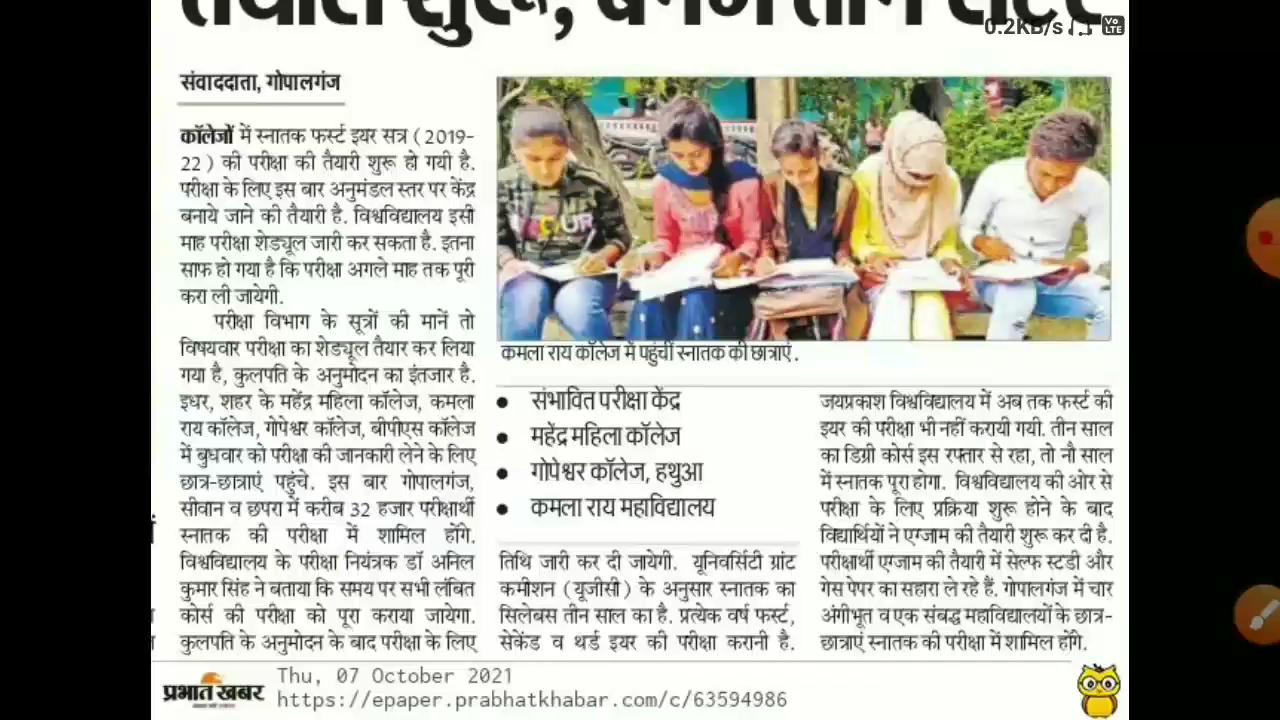 तैयारी शुरू, बनेंगे तीन सेंटर
0.2KB/s
Vo LTE
संवाददाता, गोपालगंज
कॉलेजों में स्नातक फर्स्ट इयर सत्र (2019-
22) की परीक्षा की तैयारी शुरू हो गयी है.
परीक्षा के लिए इस बार अनुमंडल स्तर पर केंद्र
बनाये जाने की तैयारी है. विश्वविद्यालय इसी
माह परीक्षा शेड्यूल जारी कर सकता है. इतना
साफ हो गया है कि परीक्षा अगले माह तक पूरी
करा ली जायेगी.
परीक्षा विभाग के सूत्रों की मानें तो
विषयवार परीक्षा का शेड्यूल तैयार कर लिया
गया है, कुलपति के अनुमोदन का इंतजार है.
इधर, शहर के महेंद्र महिला कॉलेज, कमला
राय कॉलेज, गोपेश्वर कॉलेज, बीपीएस कॉलेज
में बुधवार को परीक्षा की जानकारी लेने के लिए
छात्र-छात्राएं पहुंचे. इस बार गोपालगंज,
सीवान व छपरा में करीब 32 हजार परीक्षार्थी
स्नातक की परीक्षा में शामिल होंगे.
विश्वविद्यालय के परीक्षा नियंत्रक डॉ अनिल
कुमार सिंह ने बताया कि समय पर सभी लंबित
कोर्स की परीक्षा को पूरा कराया जायेगा.
कुलपति के अनुमोदन के बाद परीक्षा के लिए
कमला राय कॉलेज में पहुंचीं स्नातक की छात्राएं.
● संभावित परीक्षा केंद्र
● महेंद्र महिला कॉलेज
● गोपेश्वर कॉलेज, हथुआ
● कमला राय महाविद्यालय
तिथि जारी कर दी जायेगी. यूनिवर्सिटी ग्रांट
कमीशन (यूजीसी) के अनुसार स्नातक का
सिलेबस तीन साल का है. प्रत्येक वर्ष फर्स्ट,
सेकेंड व थर्ड इयर की परीक्षा करानी है.
जयप्रकाश विश्वविद्यालय में अब तक फर्स्ट की
इयर की परीक्षा भी नहीं करायी गयी. तीन साल
का डिग्री कोर्स इस रफ्तार से रहा, तो नौ साल
में स्नातक पूरा होगा. विश्वविद्यालय की ओर से
परीक्षा के लिए प्रक्रिया शुरू होने के बाद
विद्यार्थियों ने एग्जाम की तैयारी शुरू कर दी है.
परीक्षार्थी एग्जाम की तैयारी में सेल्फ स्टडी और
गेस पेपर का सहारा ले रहे हैं. गोपालगंज में चार
अंगीभूत व एक संबद्ध महाविद्यालयों के छात्र-
छात्राएं स्नातक की परीक्षा में शामिल होंगे.
प्रभात खबर
Thu, 07 October 2021
https://epaper.prabhatkhabar.com/c/63594986